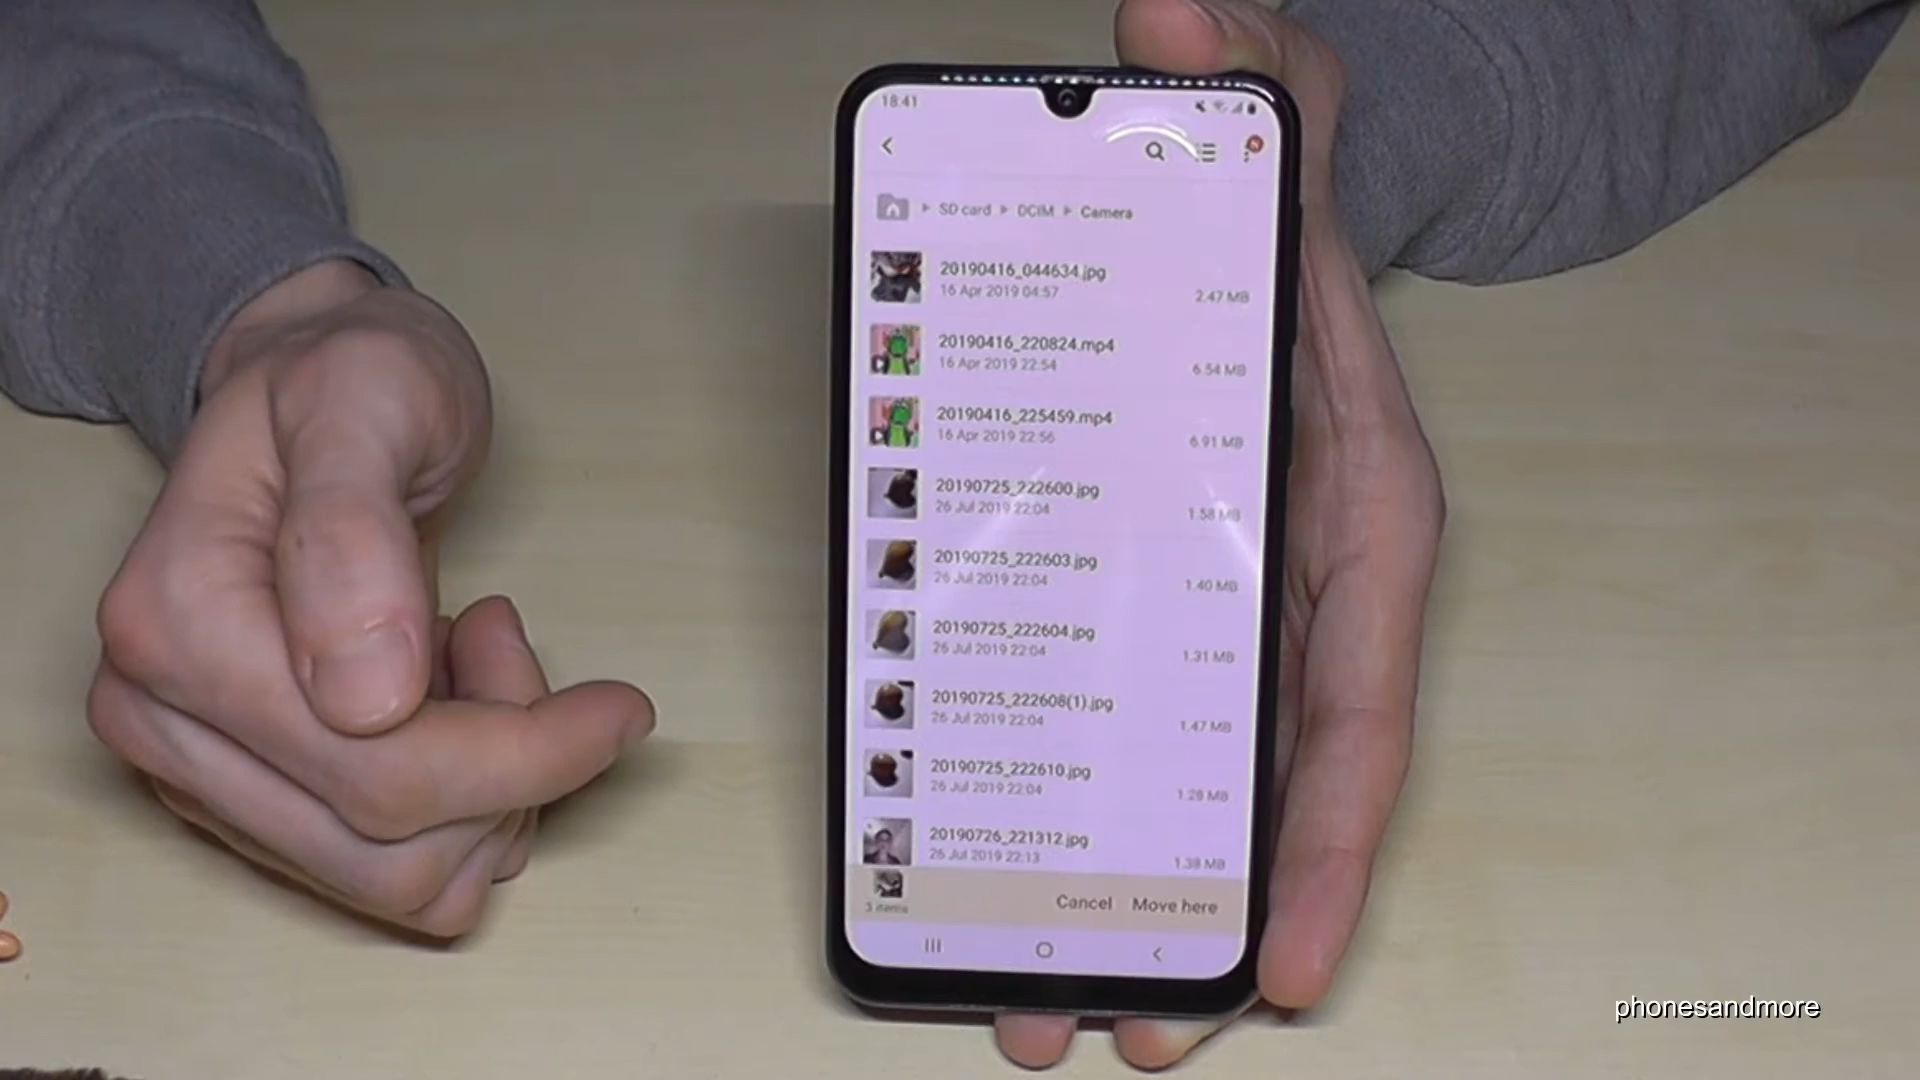 18:41
SD card DCIM Camera
20190416_044634.jpg
16 Apr 2019 04:57
2.47 MB
20190416_220824.mp4
16 Apr 2019 22:54
6.54 MB
20190416_225459.mp4
16 Apr 2019 22:56
6.91 MB
20190725_222600.jpg
26 Jul 2019 22:04
1.58 MB
20190725_222603.jpg
26 Jul 2019 22:04
1.40 MB
20190725_222604.jpg
26 Jul 2019 22:04
1.31 MB
20190725_222608(1).jpg
26 Jul 2019 22:04
1.47 MB
20190725_222610.jpg
26 Jul 2019 22:04
1.28 MB
20190726_221312.jpg
26 Jul 2019 22:13
1.38 MB
3 items
Cancel Move here
phonesandmore